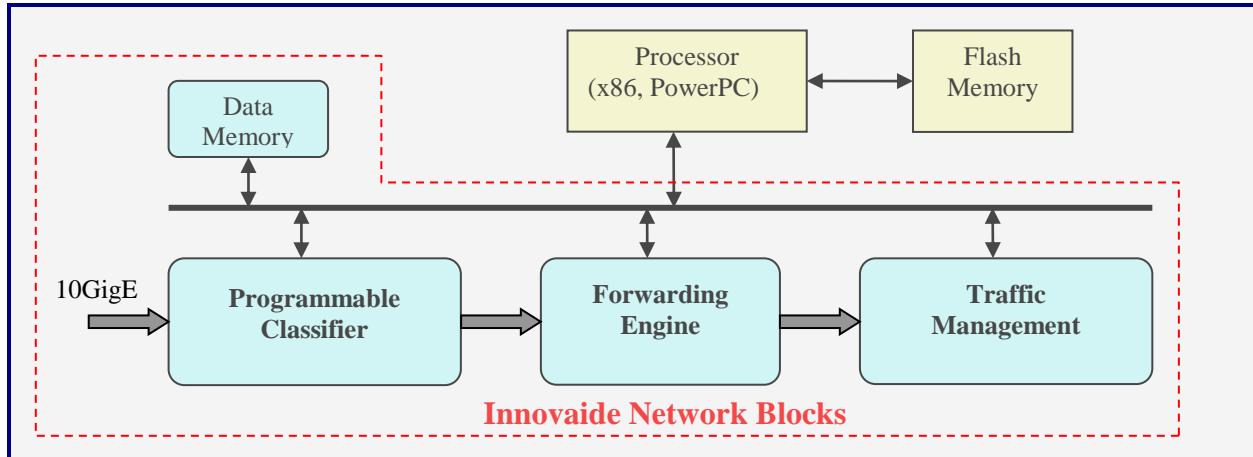 Processor
(x86, PowerPC)
Flash
Memory
Data
Memory
10GigE
Programmable
Classifier
Forwarding
Engine
Traffic
Management
Innovaide Network Blocks